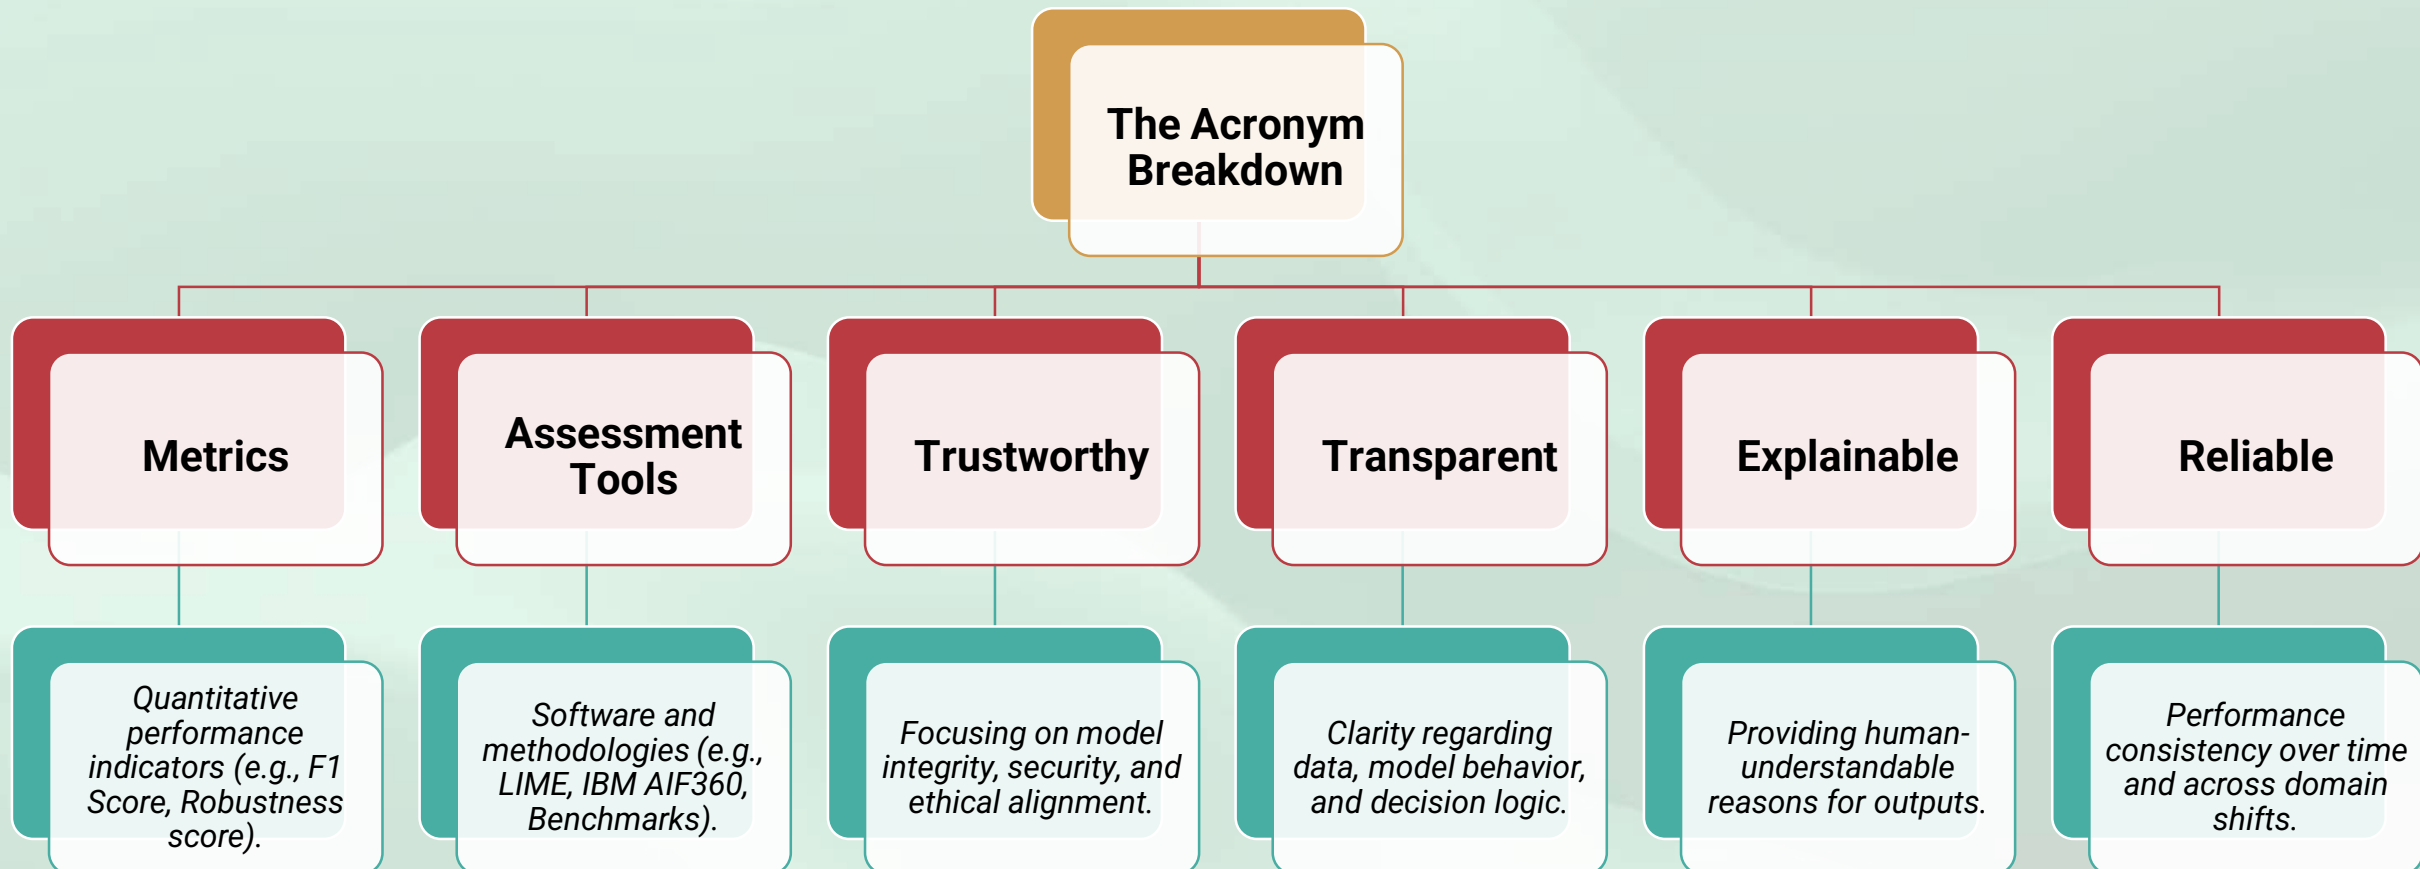 The Acronym
Breakdown
Metrics
Assessment
Tools
Trustworthy
Transparent
Explainable
Reliable
Quantitative
performance
indicators (e.g., F1
Score, Robustness
score).
Software and
methodologies (e.g.,
LIME, IBM AIF360,
Benchmarks).
Focusing on model
integrity, security, and
ethical alignment.
Clarity regarding
data, model behavior,
and decision logic.
Providing human-
understandable
reasons for outputs.
Performance
consistency over time
and across domain
shifts.